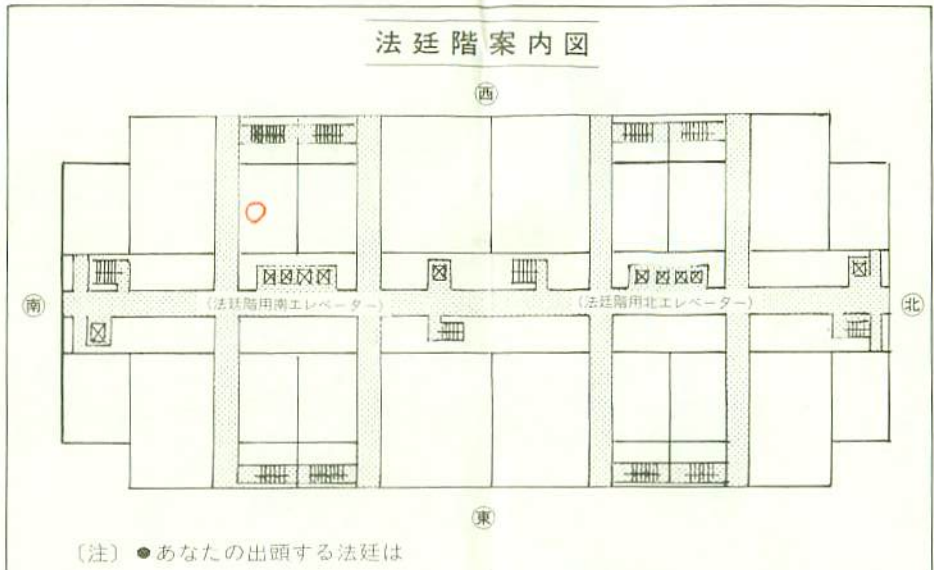 法廷階案内図
西
南
(法廷階用南エレベーター)
(法廷階用北エレベーター)
北
東
〔注〕 ●あなたの出頭する法廷は